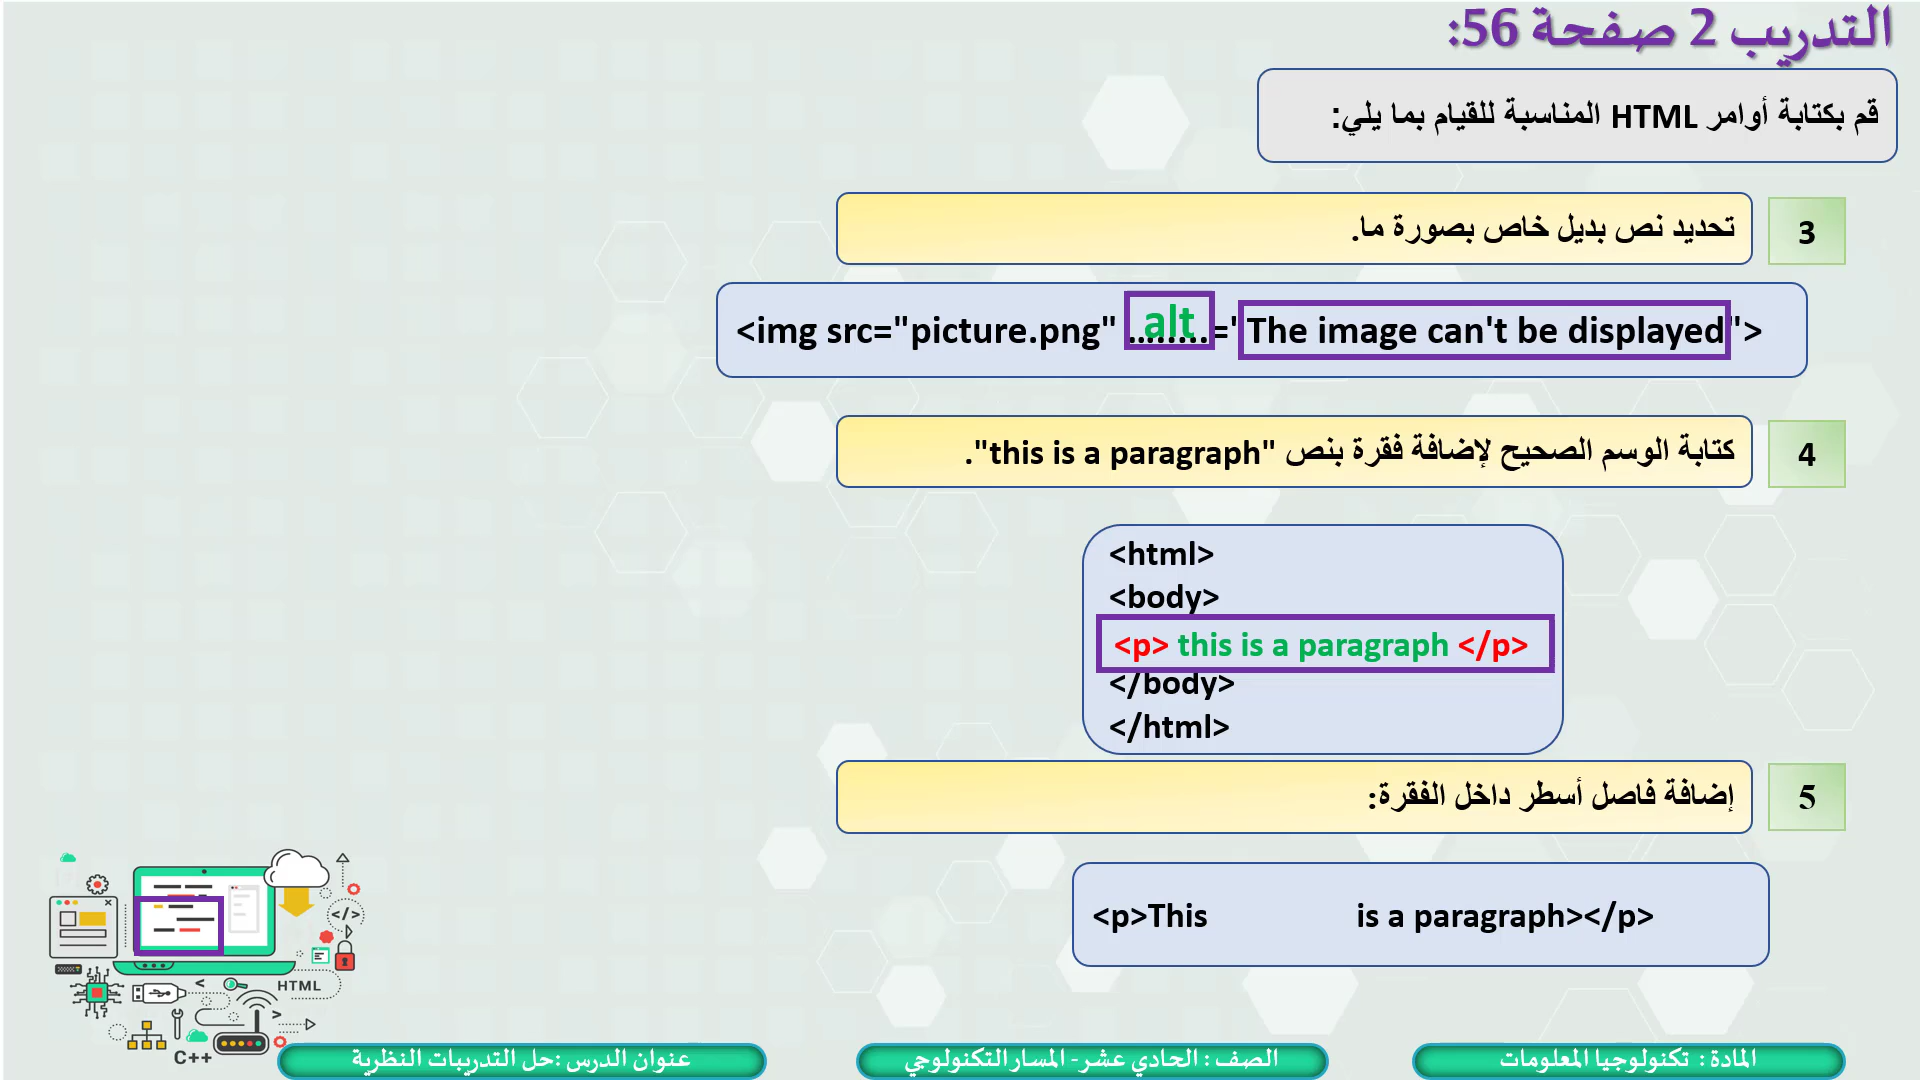 التدريب 2 صفحة 56:
قم بكتابة أوامر HTML المناسبة للقيام بما يلي:
3
تحديد نص بديل خاص بصورة ما.
<img src="picture.png" alt........="The image can't be displayed">
4
كتابة الوسم الصحيح لإضافة فقرة بنص "this is a paragraph".
<html>
<body>
<p> this is a paragraph </p>
</body>
</html>
5
إضافة فاصل أسطر داخل الفقرة:
<p>This is a paragraph></p>
</>
HTML
C++
المادة : تكنولوجيا المعلومات
الصف : الحادي عشر- المسار التكنولوجي
عنوان الدرس :حل التدريبات النظرية